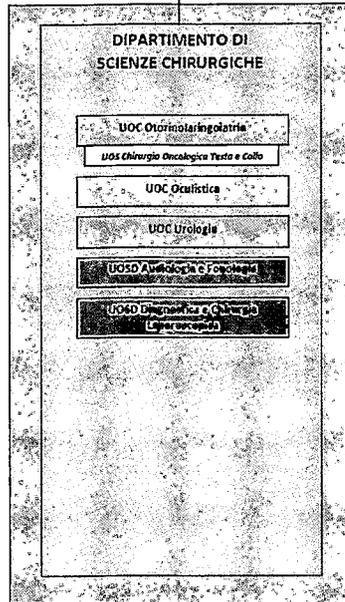 DIPARTIMENTO DI
SCIENZE CHIRURGICHE
UOC Otorinolaringoiatria
UOS Chirurgia Oncologica Testa e Collo
UOC Oculistica
UOC Urologia
UOSD Audiologia e Fonologia
UOSD Diagnostica e Chirurgia
Laparoscopica